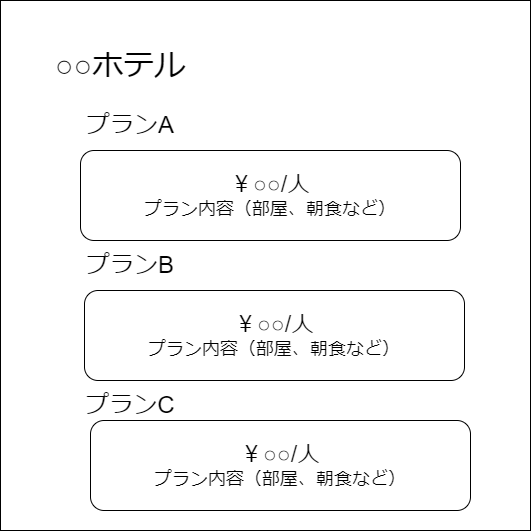 ○○ホテル
プランA
¥ ○○/人
プラン内容（部屋、朝食など）
プランB
¥ ○○/人
プラン内容（部屋、朝食など）
プランC
¥ ○○/人
プラン内容（部屋、朝食など）